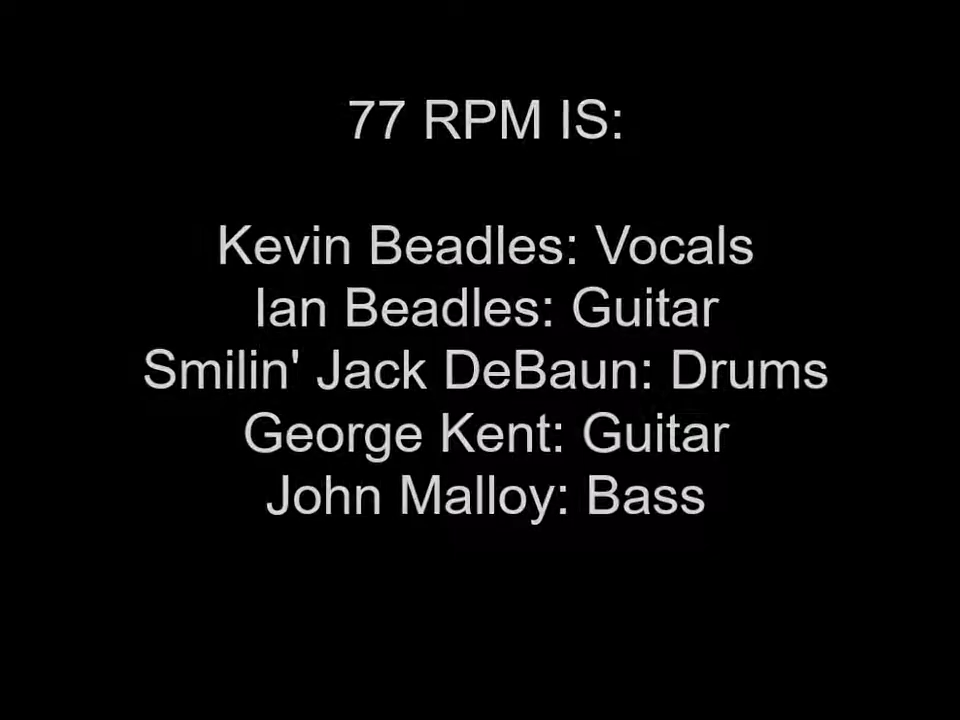 77 RPM IS:
Kevin Beadles: Vocals
Ian Beadles: Guitar
Smilin' Jack DeBaun: Drums
George Kent: Guitar
John Malloy: Bass